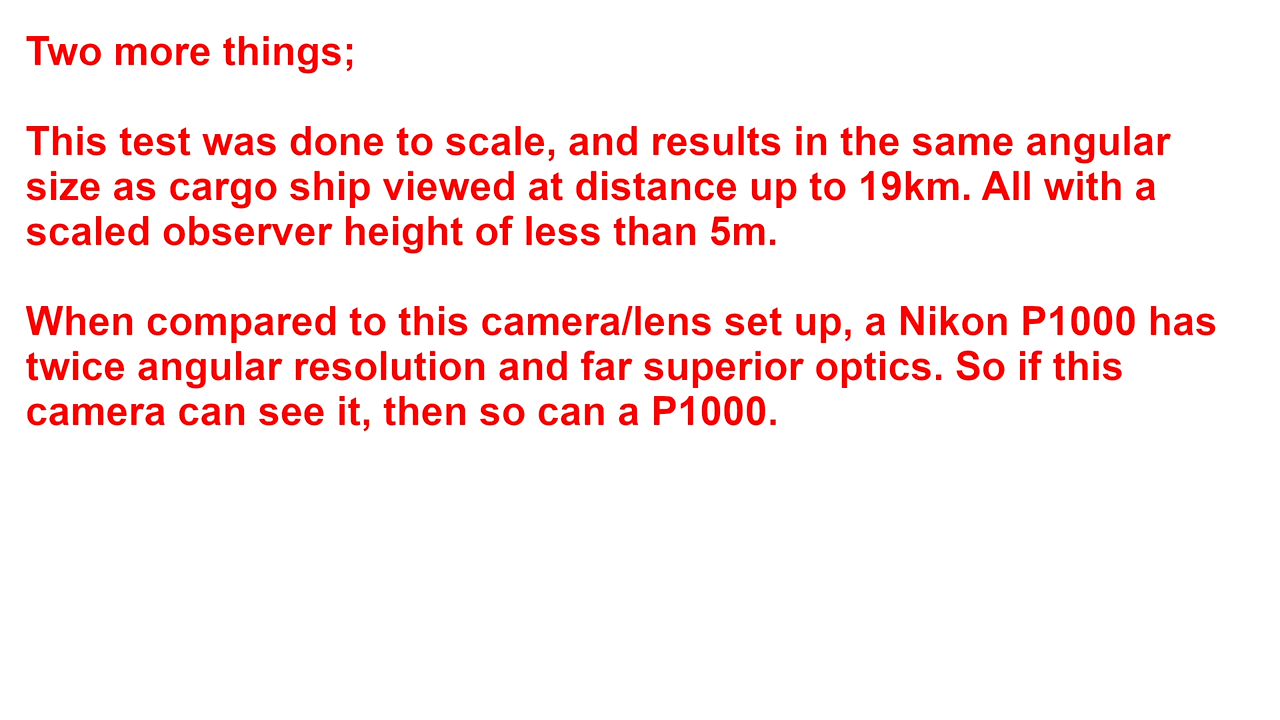 Two more things;
This test was done to scale, and results in the same angular
size as cargo ship viewed at distance up to 19km. All with a
scaled observer height of less than 5m.
When compared to this camera/lens set up, a Nikon P1000 has
twice angular resolution and far superior optics. So if this
camera can see it, then so can a P1000.